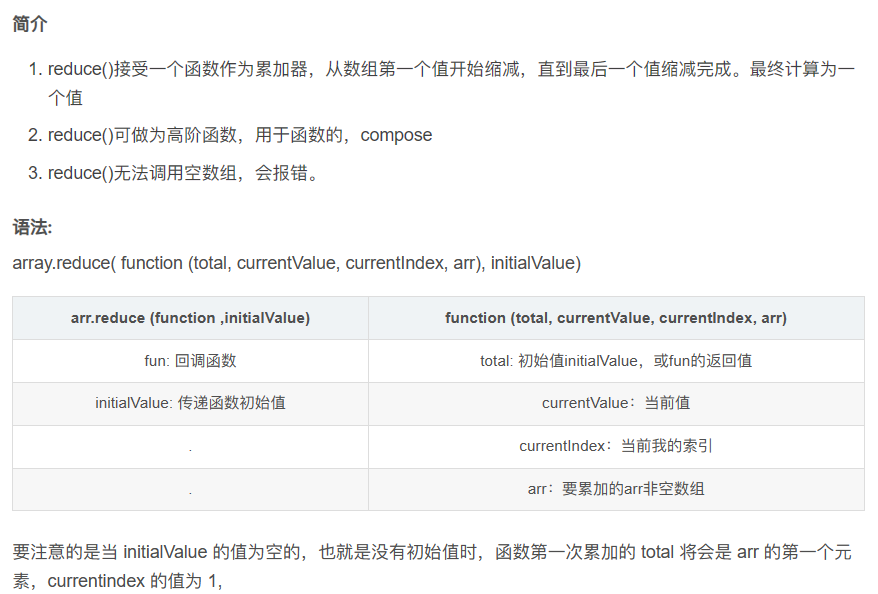 简介
1. reduce()接受一个函数作为累加器，从数组第一个值开始缩减，直到最后一个值缩减完成。最终计算为一
个值
2. reduce()可做为高阶函数，用于函数的，compose
3. reduce()无法调用空数组，会报错。
语法:
array.reduce( function (total, currentValue, currentIndex, arr), initialValue)
arr.reduce (function ,initialValue) function (total, currentValue, currentIndex, arr)
fun: 回调函数 total: 初始值initialValue，或fun的返回值
initialValue: 传递函数初始值 currentValue：当前值
. currentIndex：当前我的索引
. arr：要累加的arr非空数组
要注意的是当 initialValue 的值为空的，也就是没有初始值时，函数第一次累加的 total 将会是 arr 的第一个元
素，currentindex 的值为 1,